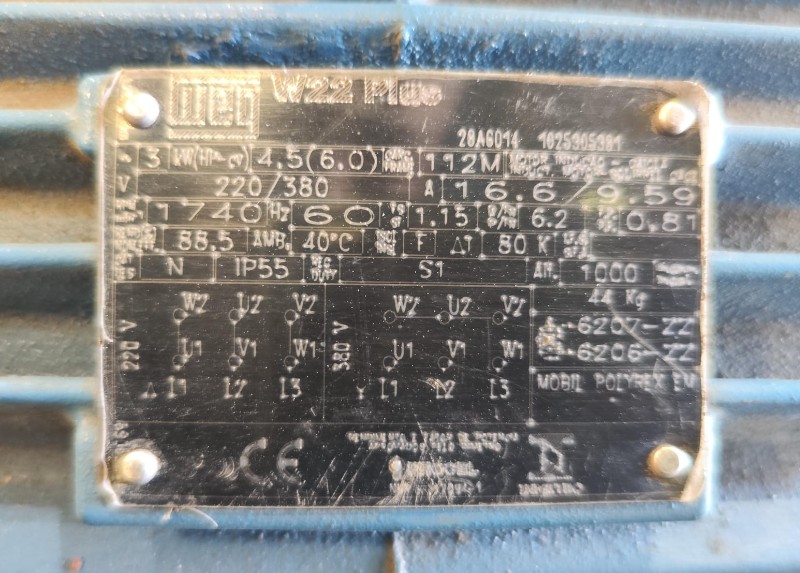 WEG W22 Plus
28AG014 1025305381
~ 3 kW(HP-cv) 4.5(6.0) 112M
V 220/380 A 16.6/9.59
1740 Hz 60 1.15 6.2 0.81
88.5 AMB. 40°C F Δt 80 K
N IP55 S1 Alt. 1000
44 Kg
W2 U2 V2 W2 U2 V2
220 V 380 V
6207-ZZ
U1 V1 W1 U1 V1 W1
6206-ZZ
Δ L1 L2 L3 Y L1 L2 L3
MOBIL POLYREX EM
CE